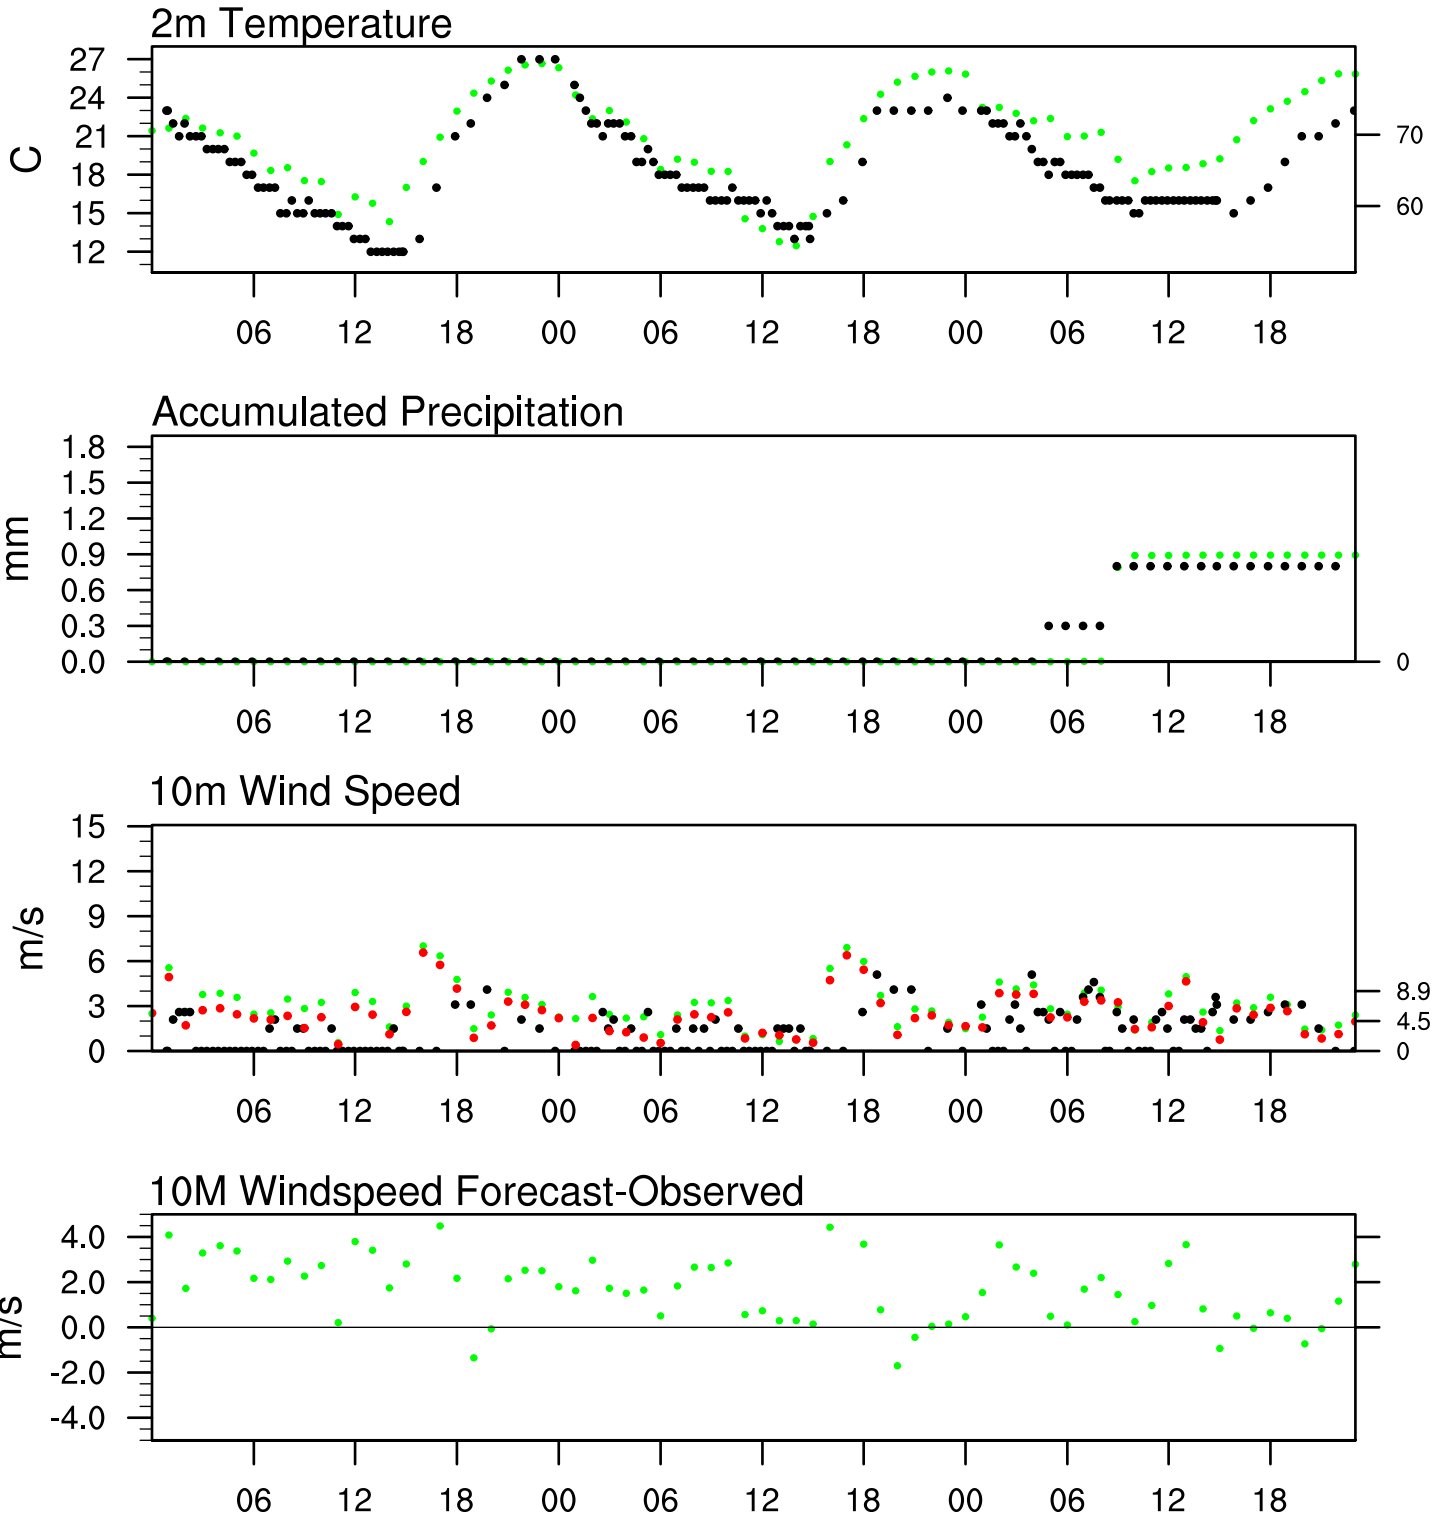 2m Temperature
27
24
21
18
15
12
C
70
60
06 12 18 00 06 12 18 00 06 12 18
Accumulated Precipitation
1.8
1.5
1.2
0.9
0.6
0.3
0.0
mm
0
06 12 18 00 06 12 18 00 06 12 18
10m Wind Speed
15
12
9
6
3
0
m/s
8.9
4.5
0
06 12 18 00 06 12 18 00 06 12 18
10M Windspeed Forecast-Observed
4.0
2.0
0.0
-2.0
-4.0
m/s
06 12 18 00 06 12 18 00 06 12 18